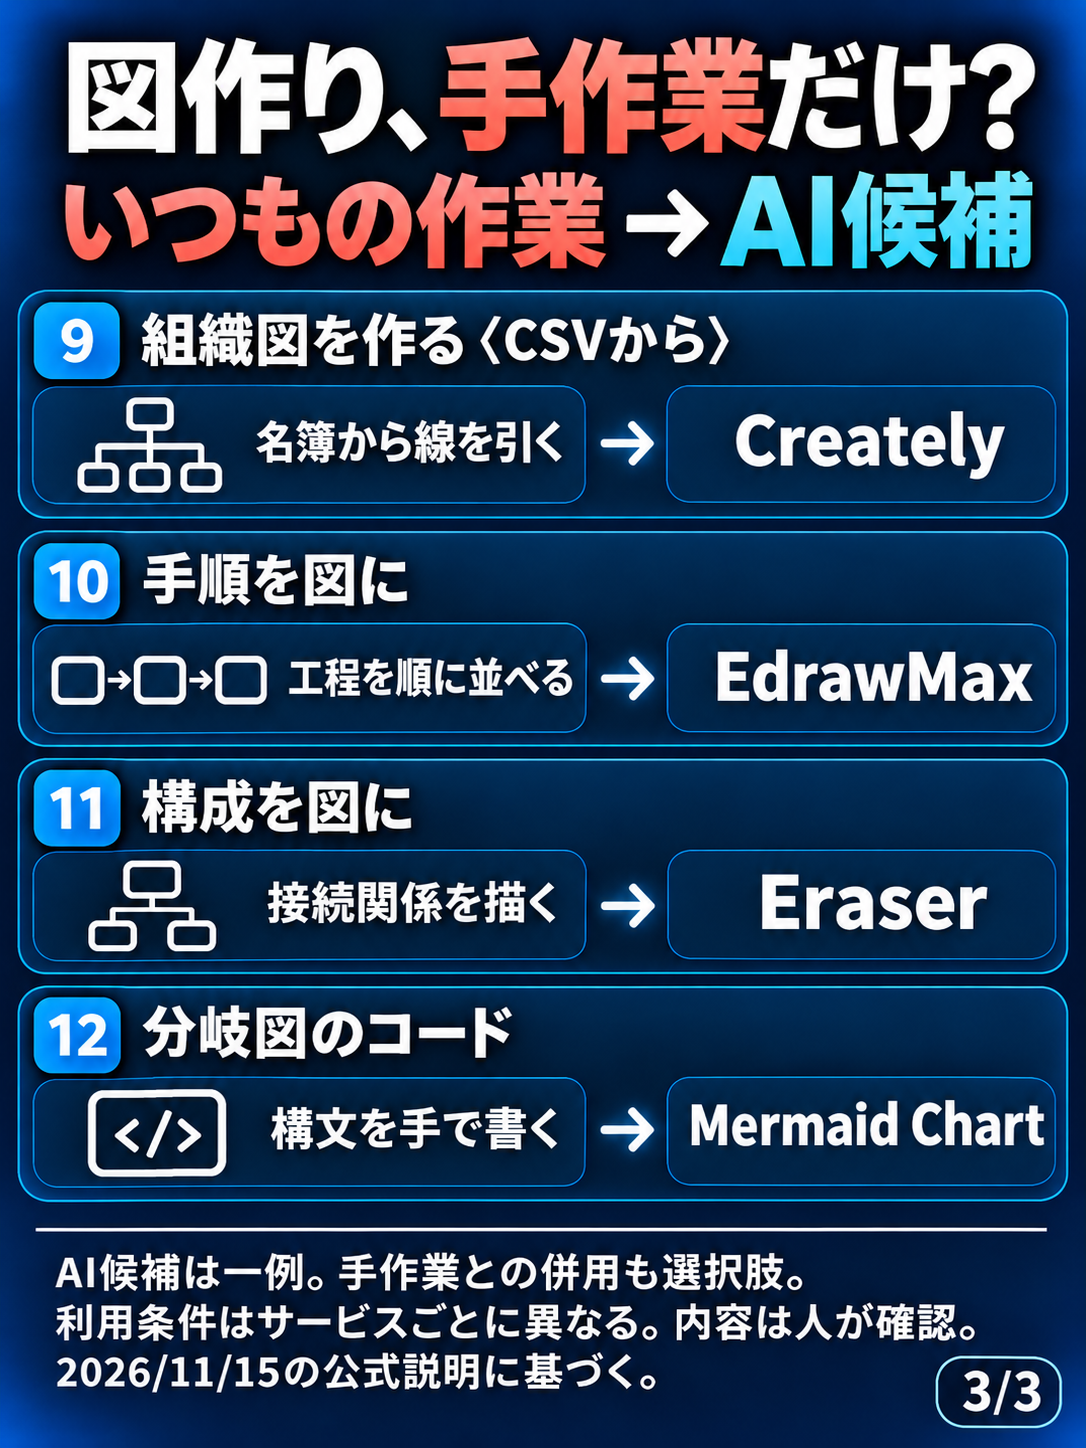 図作り、手作業だけ?
いつもの作業→AI候補
9 組織図を作る〈CSVから〉
名簿から線を引く → Creately
10 手順を図に
工程を順に並べる → EdrawMax
11 構成を図に
接続関係を描く → Eraser
12 分岐図のコード
</> 構文を手で書く → Mermaid Chart
AI候補は一例。手作業との併用も選択肢。
利用条件はサービスごとに異なる。内容は人が確認。
2026/11/15の公式説明に基づく。
3/3